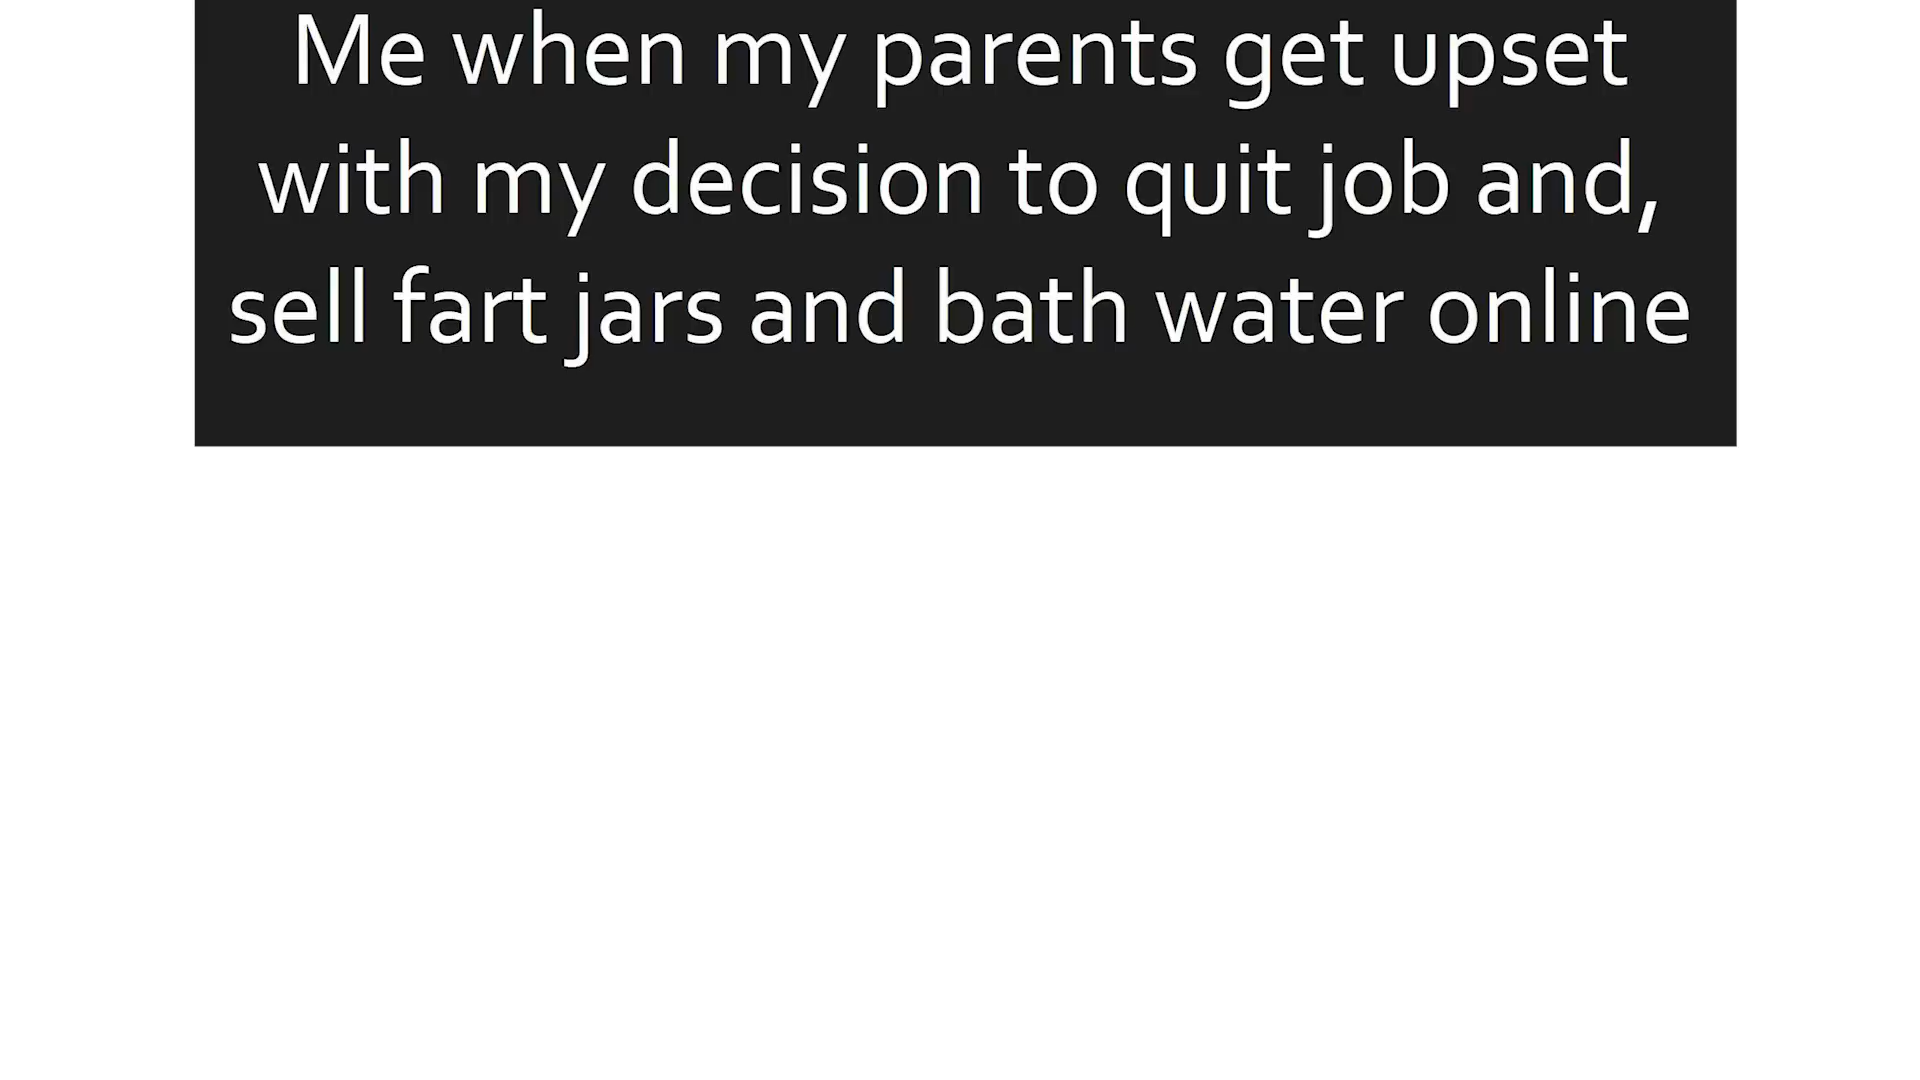 Me when my parents get upset
with my decision to quit job and,
sell fart jars and bath water online